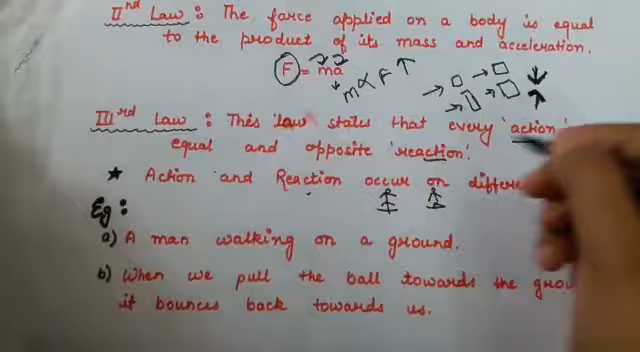 IInd Law : The force applied on a body is equal
to the product of its mass and acceleration.
F = ma
m ∝ F ↑
IIIrd Law : This law states that every 'action'
equal and opposite 'reaction'.
★ Action and Reaction occur on
Eg :
a) A man walking on a ground.
b) When we pull the ball towards the
it bounces back towards us.